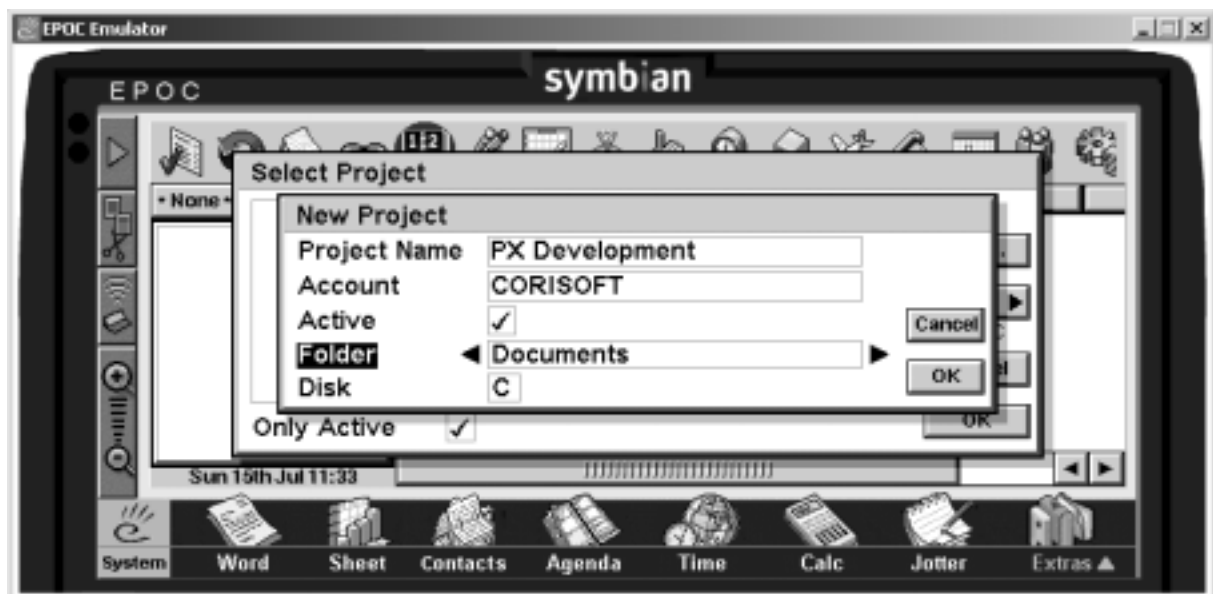 EPOC Emulator
symbian
EPOC
1:2
Select Project
• None •
New Project
Project Name PX Development
Account CORISOFT
Active
Cancel
Folder Documents
Disk C
OK
Only Active
OK
Sun 15th Jul 11:33
System Word Sheet Contacts Agenda Time Calc Jotter Extras